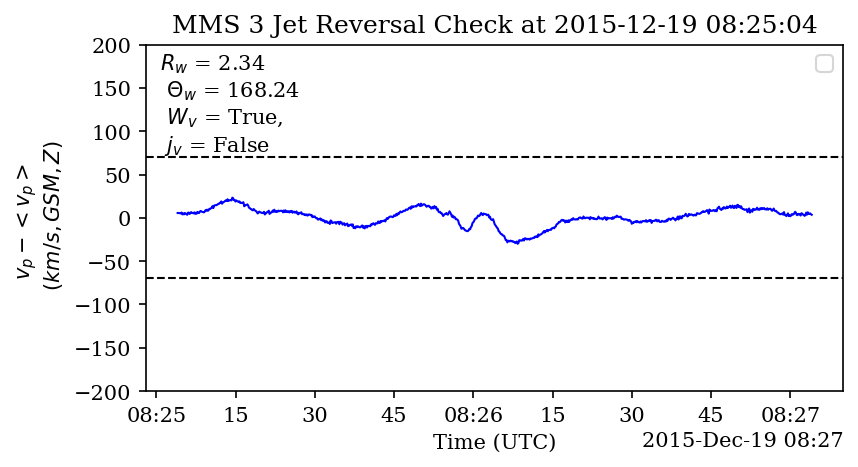 MMS 3 Jet Reversal Check at 2015-12-19 08:25:04
R_w = 2.34
Θ_w = 168.24
W_v = True,
j_v = False
v_p − < v_p >
(km/s, GSM, Z)
200
150
100
50
0
−50
−100
−150
−200
08:25 15 30 45 08:26 15 30 45 08:27
Time (UTC)
2015-Dec-19 08:27